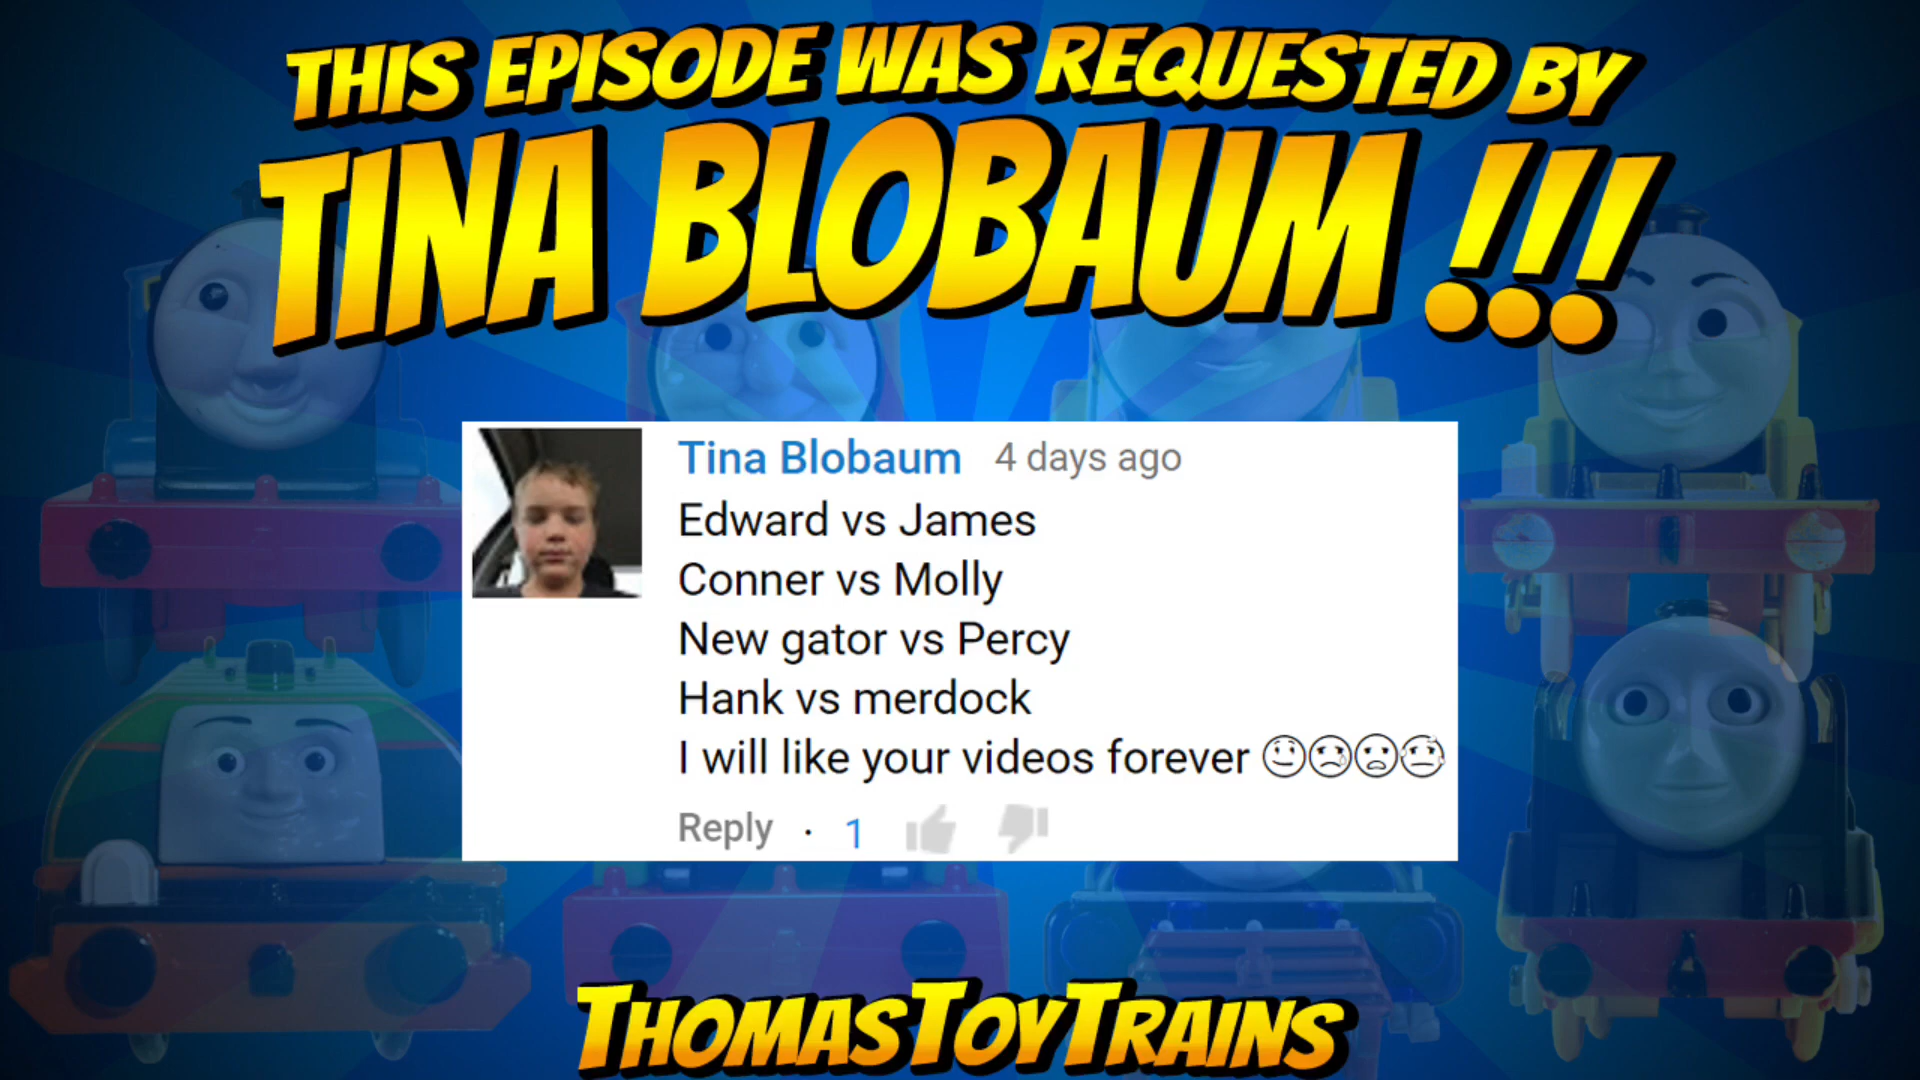 THIS EPISODE WAS REQUESTED BY
TINA BLOBAUM !!!
Tina Blobaum 4 days ago
Edward vs James
Conner vs Molly
New gator vs Percy
Hank vs merdock
I will like your videos forever
Reply · 1
THOMASTOYTRAINS